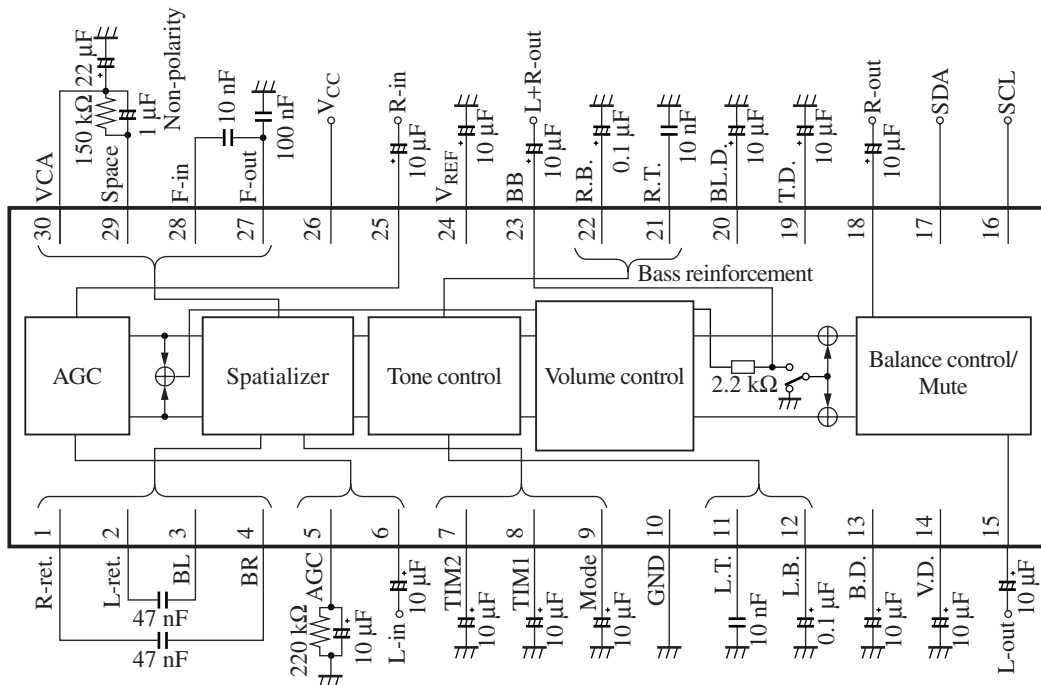 22 µF
150 kΩ
1 µF
Non-polarity
10 nF
100 nF
VCC
R-in
10 µF
10 µF
L+R-out
10 µF
0.1 µF
10 nF
10 µF
10 µF
R-out
10 µF
SDA
SCL
VCA
Space
F-in
F-out
VREF
BB
R.B.
R.T.
BL.D.
T.D.
30
29
28
27
26
25
24
23
22
21
20
19
18
17
16
Bass reinforcement
AGC
Spatializer
Tone control
Volume control
2.2 kΩ
Balance control/
Mute
1
2
3
4
5
6
7
8
9
10
11
12
13
14
15
R-ret.
L-ret.
BL
BR
AGC
TIM2
TIM1
Mode
GND
L.T.
L.B.
B.D.
V.D.
47 nF
47 nF
220 kΩ
10 µF
L-in
10 µF
10 µF
10 µF
10 µF
10 nF
0.1 µF
10 µF
10 µF
L-out
10 µF